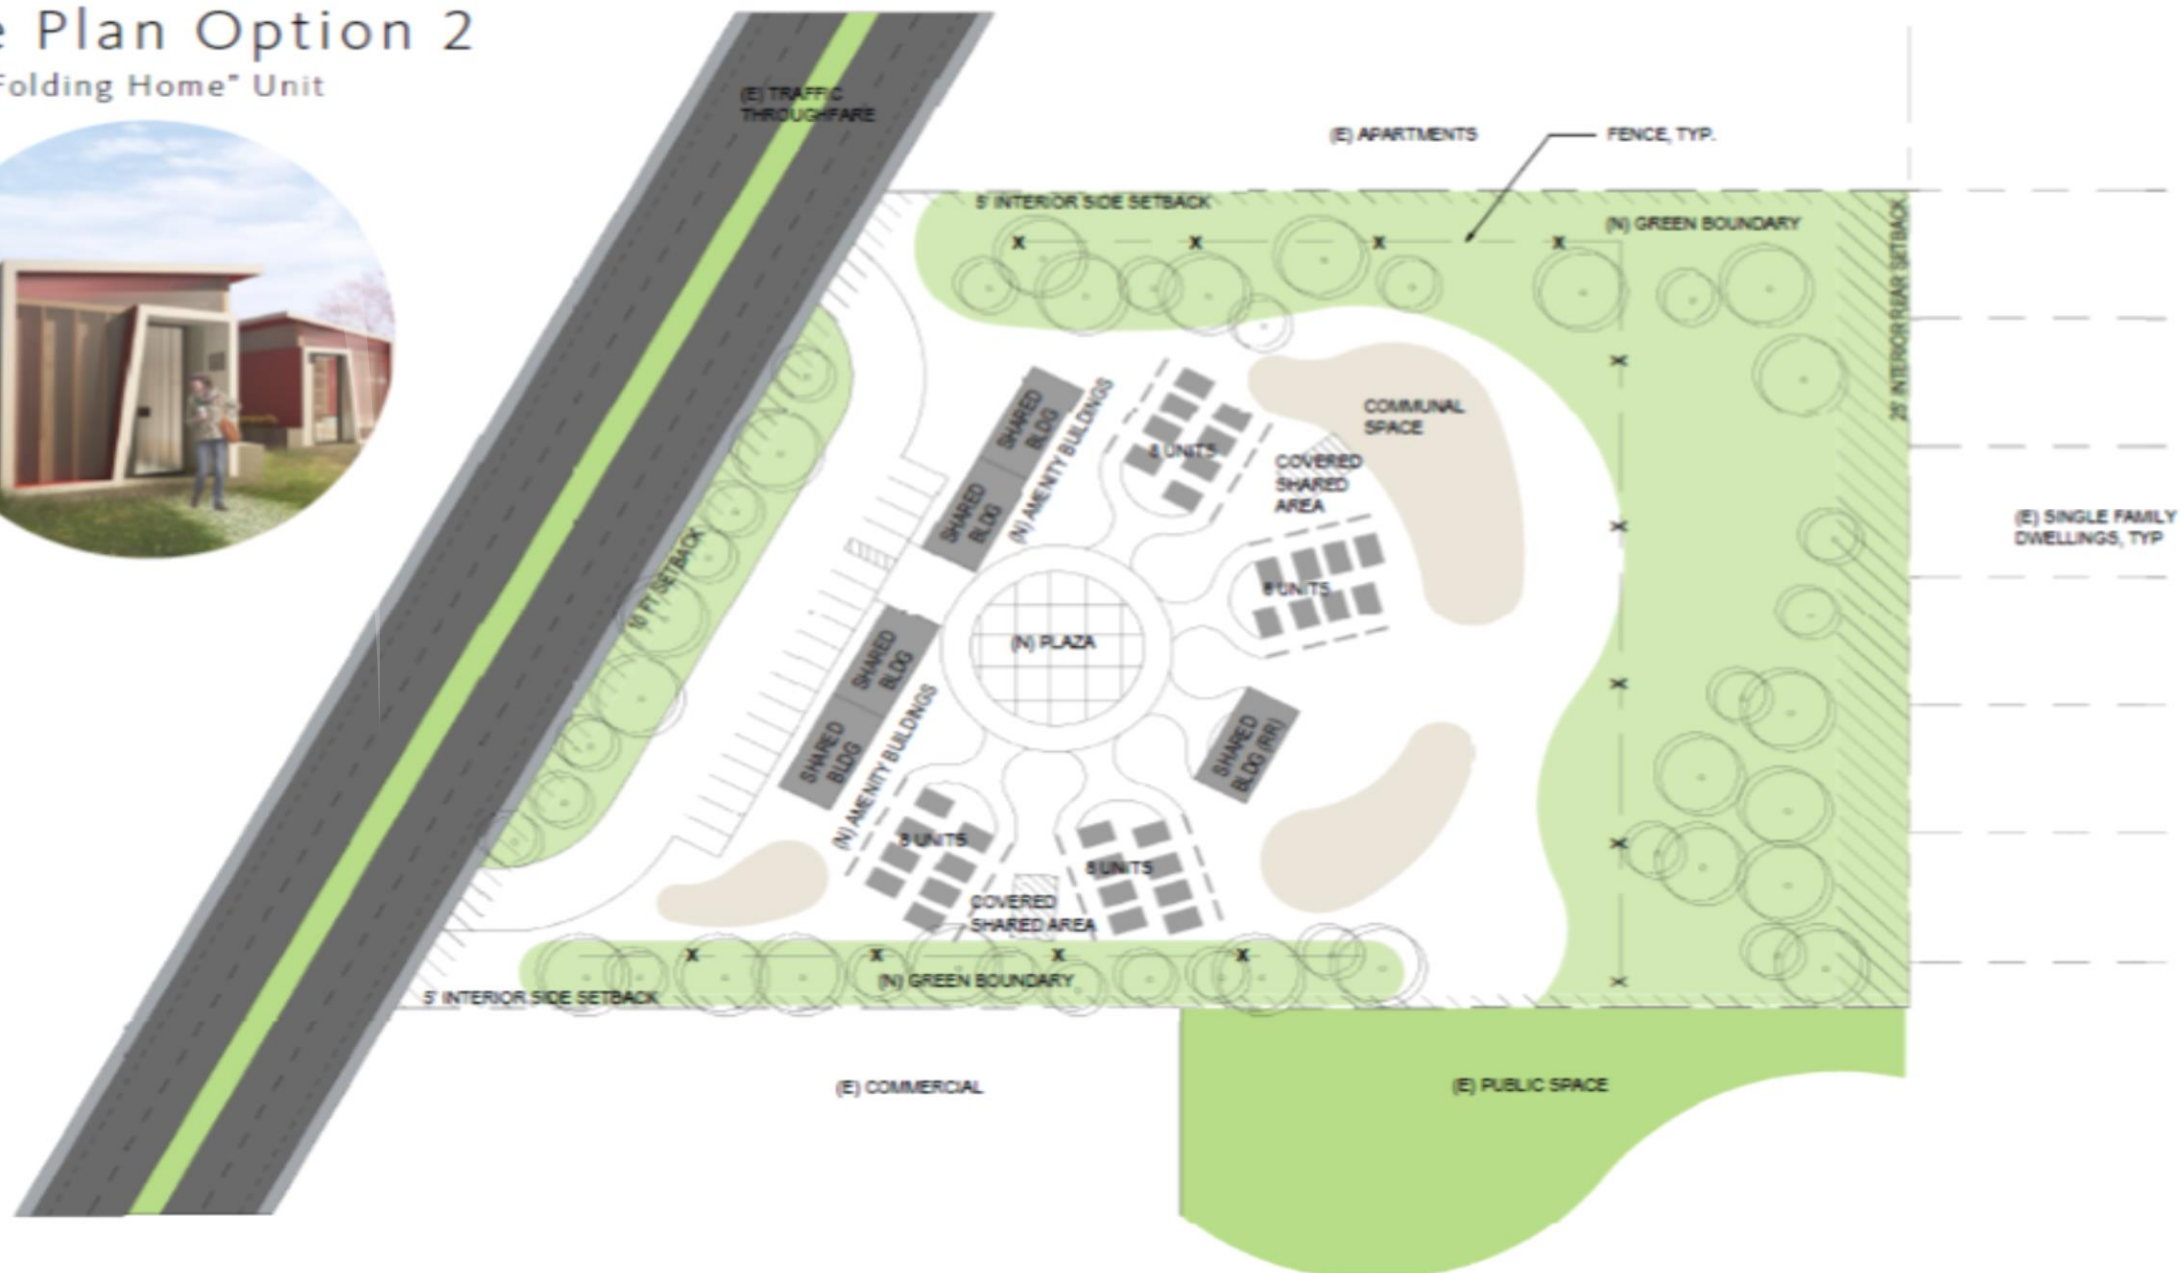 e Plan Option 2
Folding Home" Unit
(E) TRAFFIC
THROUGHFARE
(E) APARTMENTS
FENCE, TYP.
5' INTERIOR SIDE SETBACK
(N) GREEN BOUNDARY
25' INTERIOR REAR SETBACK
SHARED
BLDG
SHARED
BLDG
(N) AMENITY BUILDINGS
8 UNITS
COMMUNAL
SPACE
COVERED
SHARED
AREA
(E) SINGLE FAMILY
DWELLINGS, TYP
10 FT SETBACK
8 UNITS
(N) PLAZA
SHARED
BLDG
SHARED
BLDG
(N) AMENITY BUILDINGS
SHARED
BLDG (RR)
8 UNITS
8 UNITS
COVERED
SHARED AREA
(N) GREEN BOUNDARY
5' INTERIOR SIDE SETBACK
(E) COMMERCIAL
(E) PUBLIC SPACE